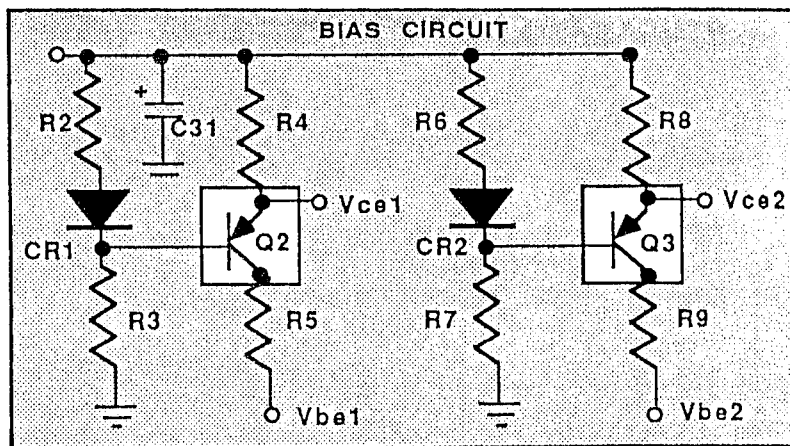 BIAS CIRCUIT
+
R2
C31
R4
R6
R8
Vce1
Vce2
CR1
Q2
CR2
Q3
R3
R5
R7
R9
Vbe1
Vbe2